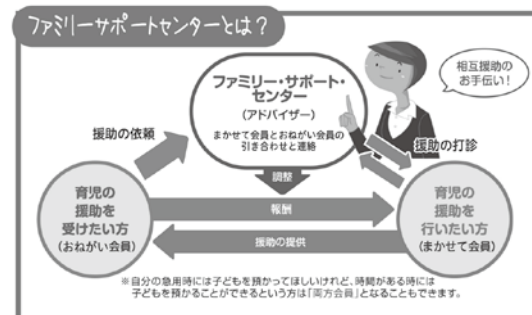 ファミリーサポートセンターとは？
相互援助の
お手伝い！
ファミリー・サポート・
センター
（アドバイザー）
まかせて会員とおねがい会員の
引き合わせと連絡
援助の依頼
援助の打診
調整
育児の
援助を
受けたい方
（おねがい会員）
報酬
援助の提供
育児の
援助を
行いたい方
（まかせて会員）
※自分の急用時には子どもを預かってほしいけれど、時間がある時には
子どもを預かることができるという方は「両方会員」となることもできます。